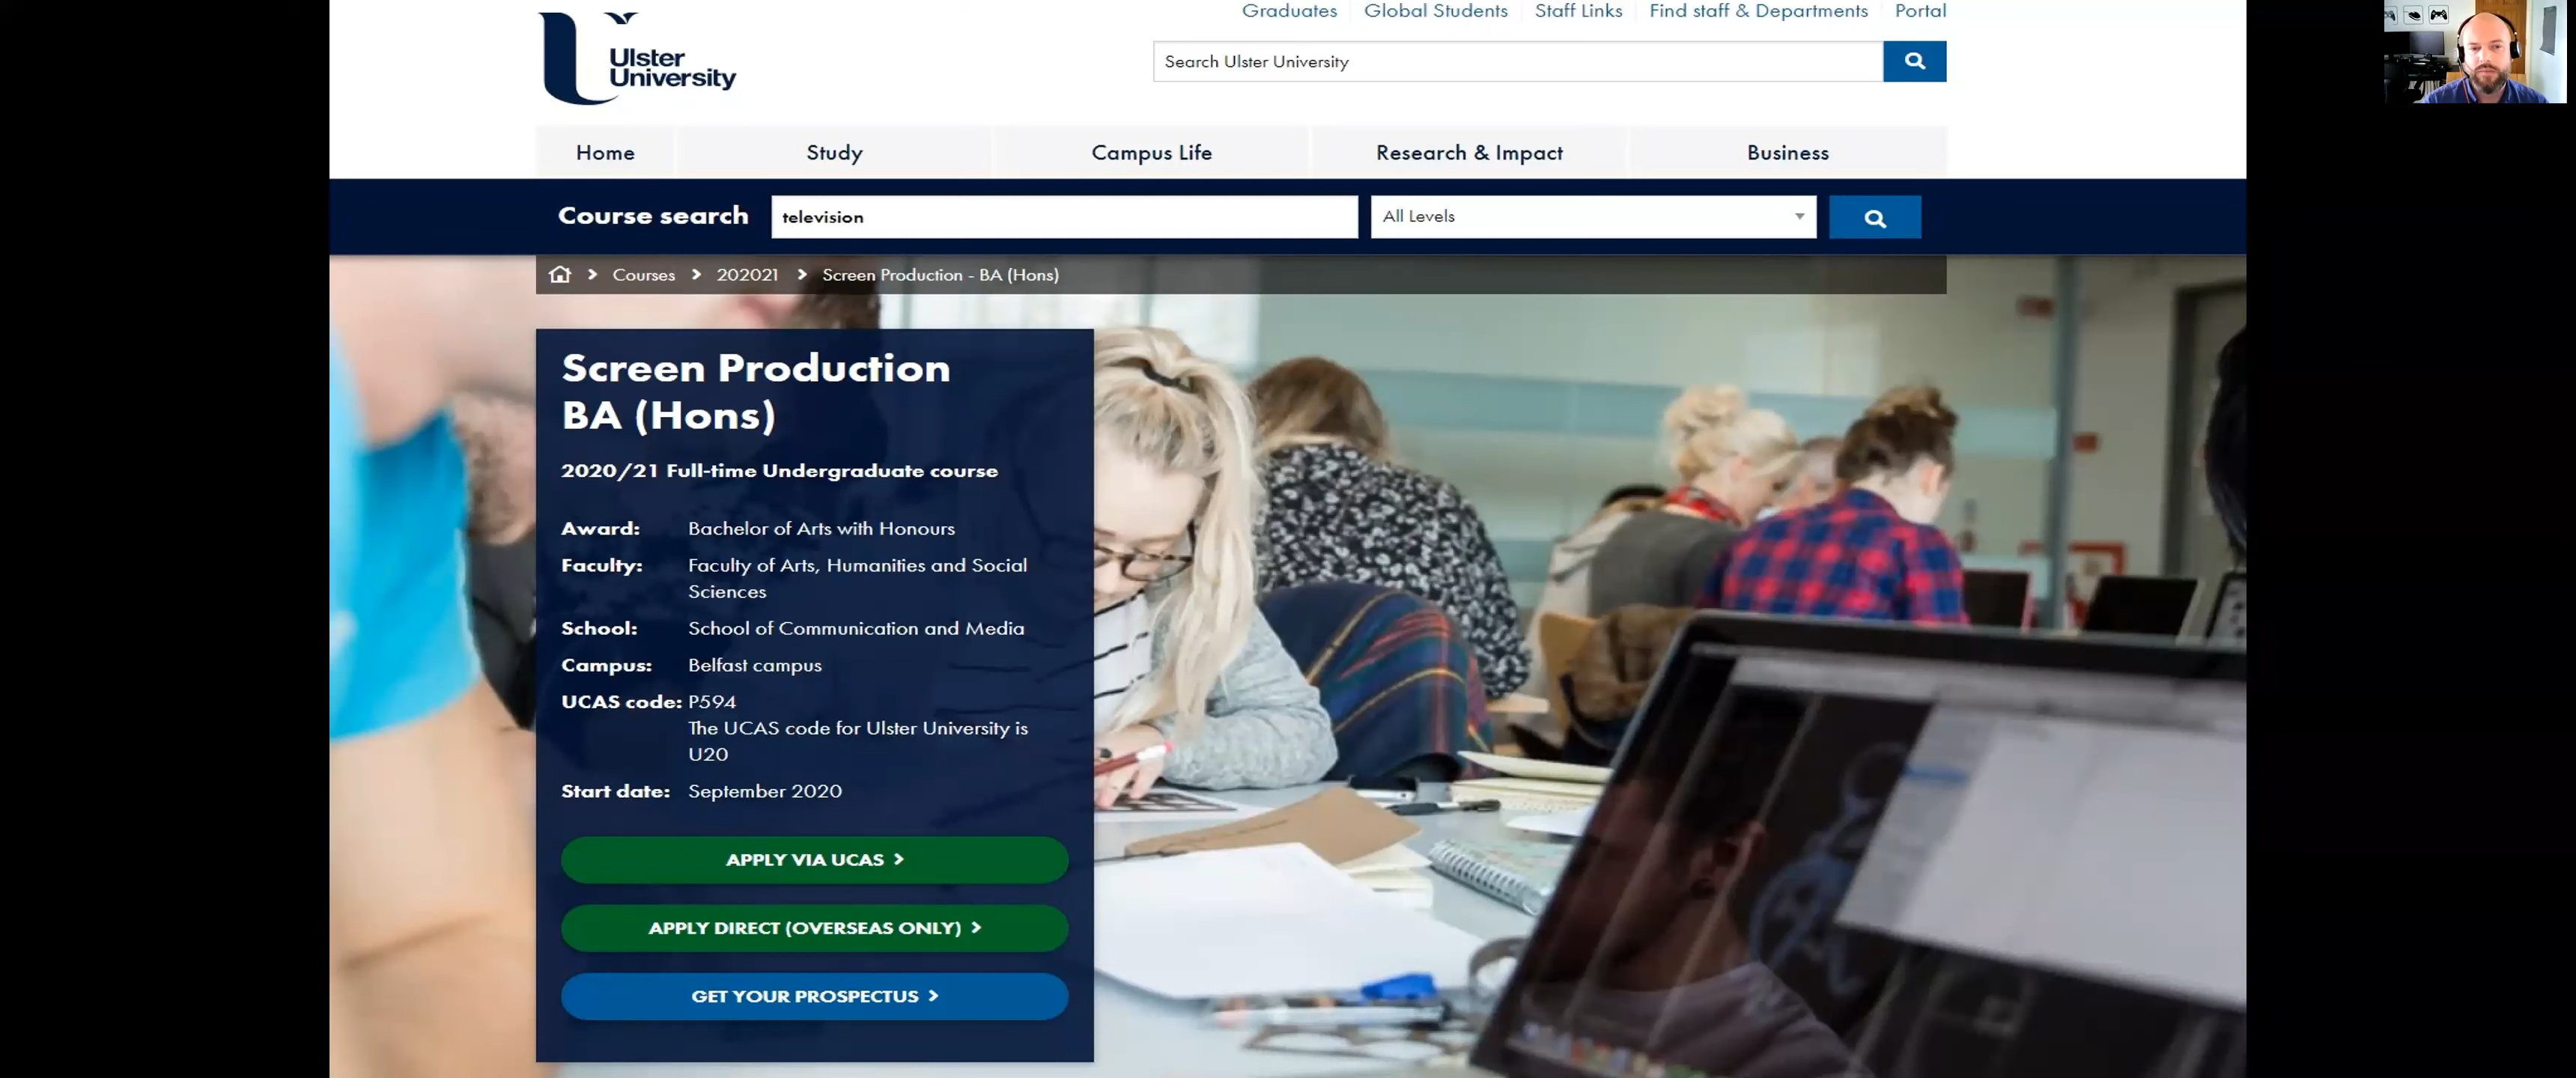 Graduates
Global Students
Staff Links
Find staff & Departments
Portal
Ulster
University
Search Ulster University
Home
Study
Campus Life
Research & Impact
Business
Course search
television
All Levels
Courses
202021
Screen Production - BA (Hons)
Screen Production
BA (Hons)
2020/21 Full-time Undergraduate course
Award: Bachelor of Arts with Honours
Faculty: Faculty of Arts, Humanities and Social
Sciences
School: School of Communication and Media
Campus: Belfast campus
UCAS code: P594
The UCAS code for Ulster University is
U20
Start date: September 2020
APPLY VIA UCAS
APPLY DIRECT (OVERSEAS ONLY)
GET YOUR PROSPECTUS